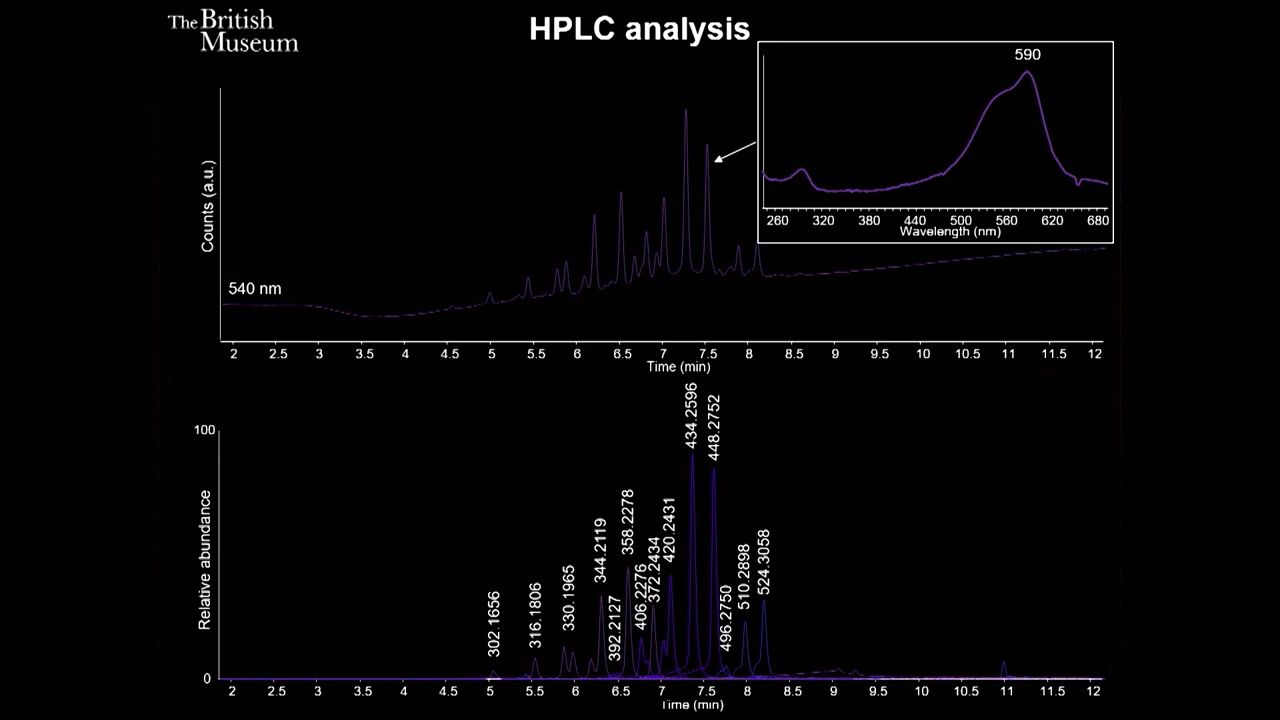 The British
Museum
HPLC analysis
590
260 320 380 440 500 560 620 680
Wavelength (nm)
Counts (a.u.)
540 nm
2 2.5 3 3.5 4 4.5 5 5.5 6 6.5 7 7.5 8 8.5 9 9.5 10 10.5 11 11.5 12
Time (min)
100
Relative abundance
0
302.1656
316.1806
330.1965
344.2119
392.2127
358.2278
406.2276
372.2434
420.2431
434.2596
448.2752
496.2750
510.2898
524.3058
2 2.5 3 3.5 4 4.5 5 5.5 6 6.5 7 7.5 8 8.5 9 9.5 10 10.5 11 11.5 12
Time (min)